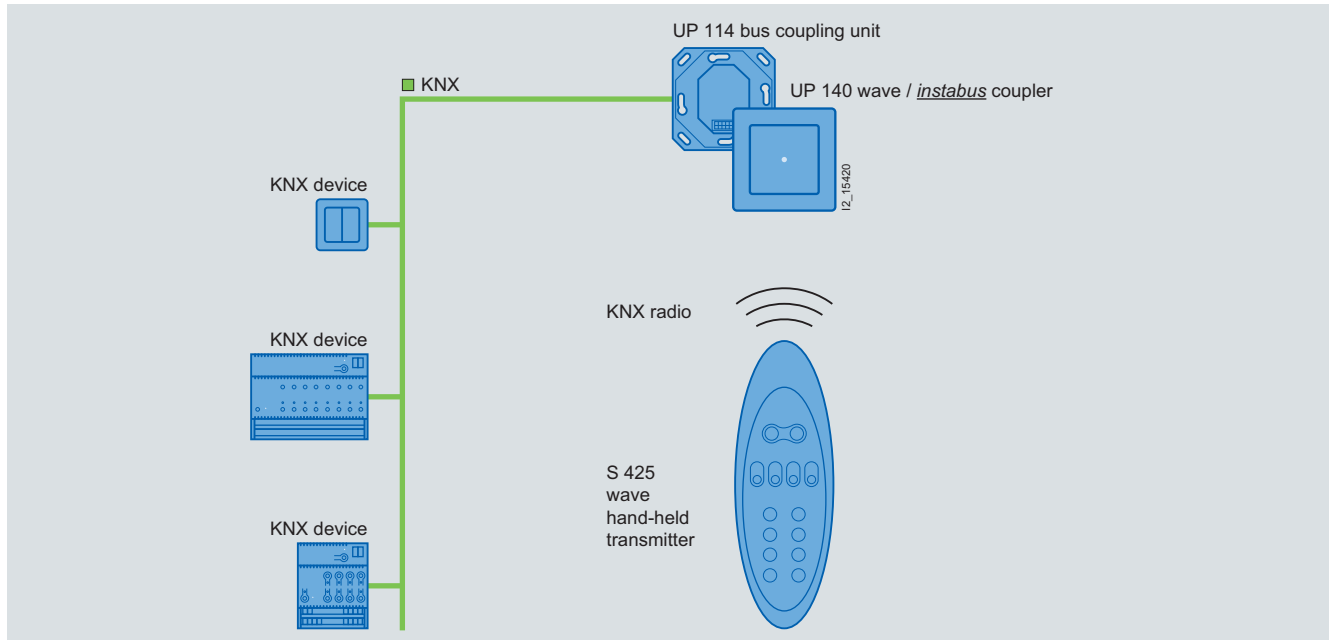 UP 114 bus coupling unit
KNX
UP 140 wave / instabus coupler
I2_15420
KNX device
KNX radio
KNX device
S 425
wave
hand-held
transmitter
KNX device